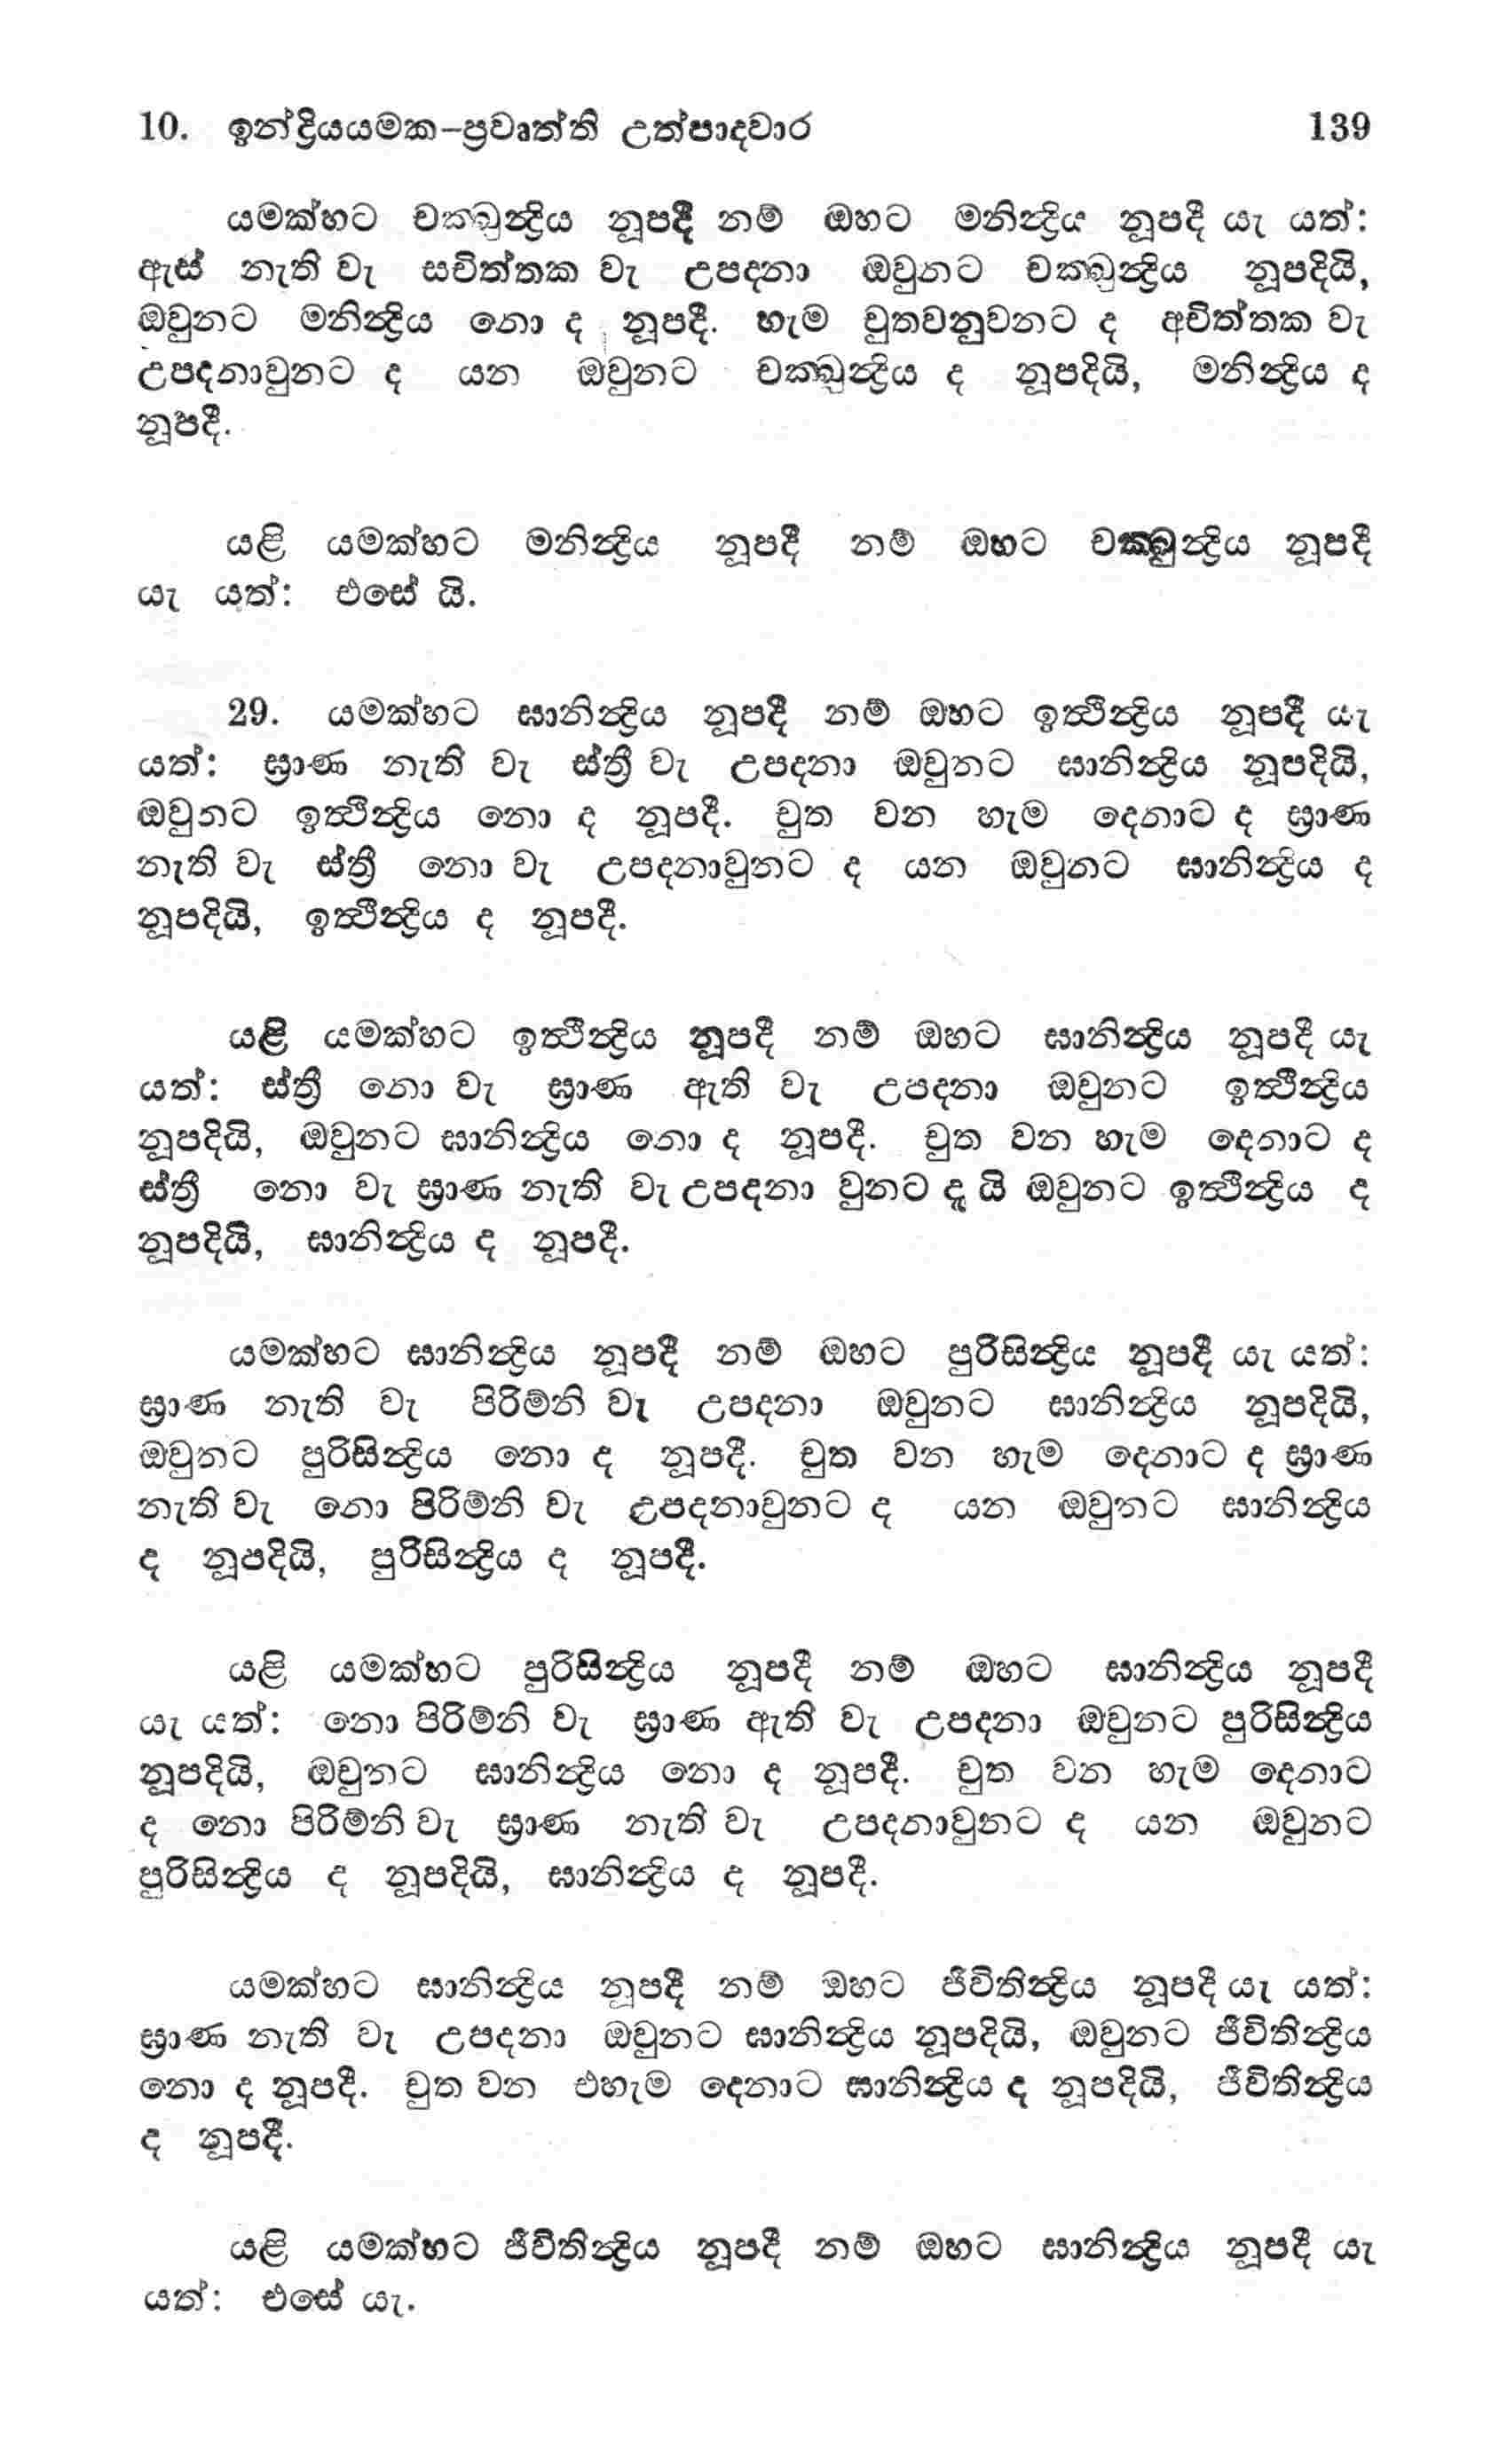 10. ඉන්ද්‍රියයමක-ප්‍රවෘත්ති උත්පාදවාර 139
යමක්හට චක්ඛුන්ද්‍රිය නූපදී නම් ඔහට මනින්ද්‍රිය නූපදී යැ යත්:
ඇස් නැති වැ සචිත්තක වැ උපදනා ඔවුනට චක්ඛුන්ද්‍රිය නූපදියි,
ඔවුනට මනින්ද්‍රිය නො ද නූපදී. හැම චුතවනුවනට ද අචිත්තක වැ
උපදනාවුනට ද යන ඔවුනට චක්ඛුන්ද්‍රිය ද නූපදියි, මනින්ද්‍රිය ද
නූපදී.
යළි යමක්හට මනින්ද්‍රිය නූපදී නම් ඔහට චක්ඛුන්ද්‍රිය නූපදී
යැ යත්: එසේ යි.
29. යමක්හට ඝානින්ද්‍රිය නූපදී නම් ඔහට ඉත්ථින්ද්‍රිය නූපදී යැ
යත්: ඝ්‍රාණ නැති වැ ස්ත්‍රී වැ උපදනා ඔවුනට ඝානින්ද්‍රිය නූපදියි,
ඔවුනට ඉත්ථින්ද්‍රිය නො ද නූපදී. චුත වන හැම දෙනාට ද ඝ්‍රාණ
නැති වැ ස්ත්‍රී නො වැ උපදනාවුනට ද යන ඔවුනට ඝානින්ද්‍රිය ද
නූපදියි, ඉත්ථින්ද්‍රිය ද නූපදී.
යළි යමක්හට ඉත්ථින්ද්‍රිය නූපදී නම් ඔහට ඝානින්ද්‍රිය නූපදී යැ
යත්: ස්ත්‍රී නො වැ ඝ්‍රාණ ඇති වැ උපදනා ඔවුනට ඉත්ථින්ද්‍රිය
නූපදියි, ඔවුනට ඝානින්ද්‍රිය නො ද නූපදී. චුත වන හැම දෙනාට ද
ස්ත්‍රී නො වැ ඝ්‍රාණ නැති වැ උපදනා වුනට ද යි ඔවුනට ඉත්ථින්ද්‍රිය ද
නූපදියි, ඝානින්ද්‍රිය ද නූපදී.
යමක්හට ඝානින්ද්‍රිය නූපදී නම් ඔහට පුරිසින්ද්‍රිය නූපදී යැ යත්:
ඝ්‍රාණ නැති වැ පිරිම්නි වැ උපදනා ඔවුනට ඝානින්ද්‍රිය නූපදියි,
ඔවුනට පුරිසින්ද්‍රිය නො ද නූපදී. චුත වන හැම දෙනාට ද ඝ්‍රාණ
නැති වැ නො පිරිම්නි වැ උපදනාවුනට ද යන ඔවුනට ඝානින්ද්‍රිය
ද නූපදියි, පුරිසින්ද්‍රිය ද නූපදී.
යළි යමක්හට පුරිසින්ද්‍රිය නූපදී නම් ඔහට ඝානින්ද්‍රිය නූපදී
යැ යත්: නො පිරිම්නි වැ ඝ්‍රාණ ඇති වැ උපදනා ඔවුනට පුරිසින්ද්‍රිය
නූපදියි, ඔවුනට ඝානින්ද්‍රිය නො ද නූපදී. චුත වන හැම දෙනාට
ද නො පිරිම්නි වැ ඝ්‍රාණ නැති වැ උපදනාවුනට ද යන ඔවුනට
පුරිසින්ද්‍රිය ද නූපදියි, ඝානින්ද්‍රිය ද නූපදී.
යමක්හට ඝානින්ද්‍රිය නූපදී නම් ඔහට ජීවිතින්ද්‍රිය නූපදී යැ යත්:
ඝ්‍රාණ නැති වැ උපදනා ඔවුනට ඝානින්ද්‍රිය නූපදියි, ඔවුනට ජීවිතින්ද්‍රිය
නො ද නූපදී. චුත වන එහැම දෙනාට ඝානින්ද්‍රිය ද නූපදියි, ජීවිතින්ද්‍රිය
ද නූපදී.
යළි යමක්හට ජීවිතින්ද්‍රිය නූපදී නම් ඔහට ඝානින්ද්‍රිය නූපදී යැ
යත්: එසේ යැ.